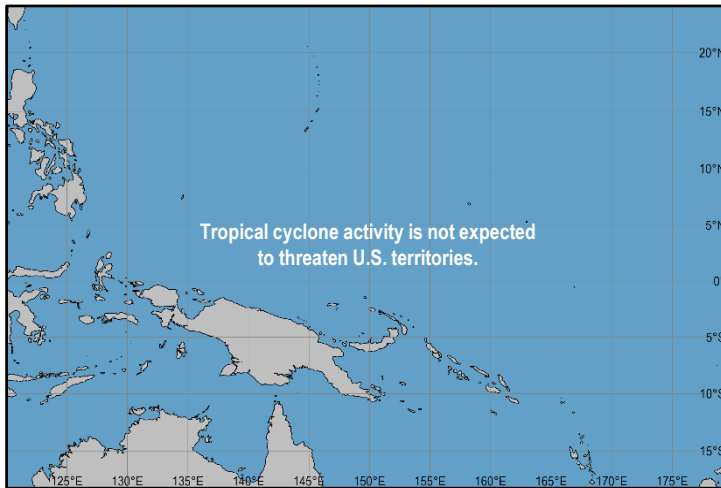 20°N
15°N
10°N
Tropical cyclone activity is not expected
to threaten U.S. territories.
5°N
0°
5°S
10°S
15°S
125°E 130°E 135°E 140°E 145°E 150°E 155°E 160°E 165°E 170°E 175°E